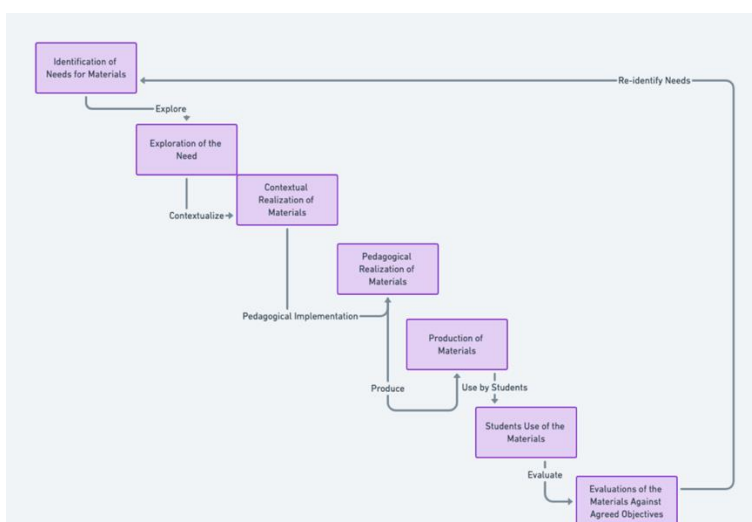 Identification of
Needs for Materials
Re-identify Needs
Explore
Exploration of the
Need
Contextual
Realization of
Materials
Contextualize
Pedagogical
Realization of
Materials
Pedagogical Implementation
Production of
Materials
Produce
Use by Students
Students Use of the
Materials
Evaluate
Evaluations of the
Materials Against
Agreed Objectives